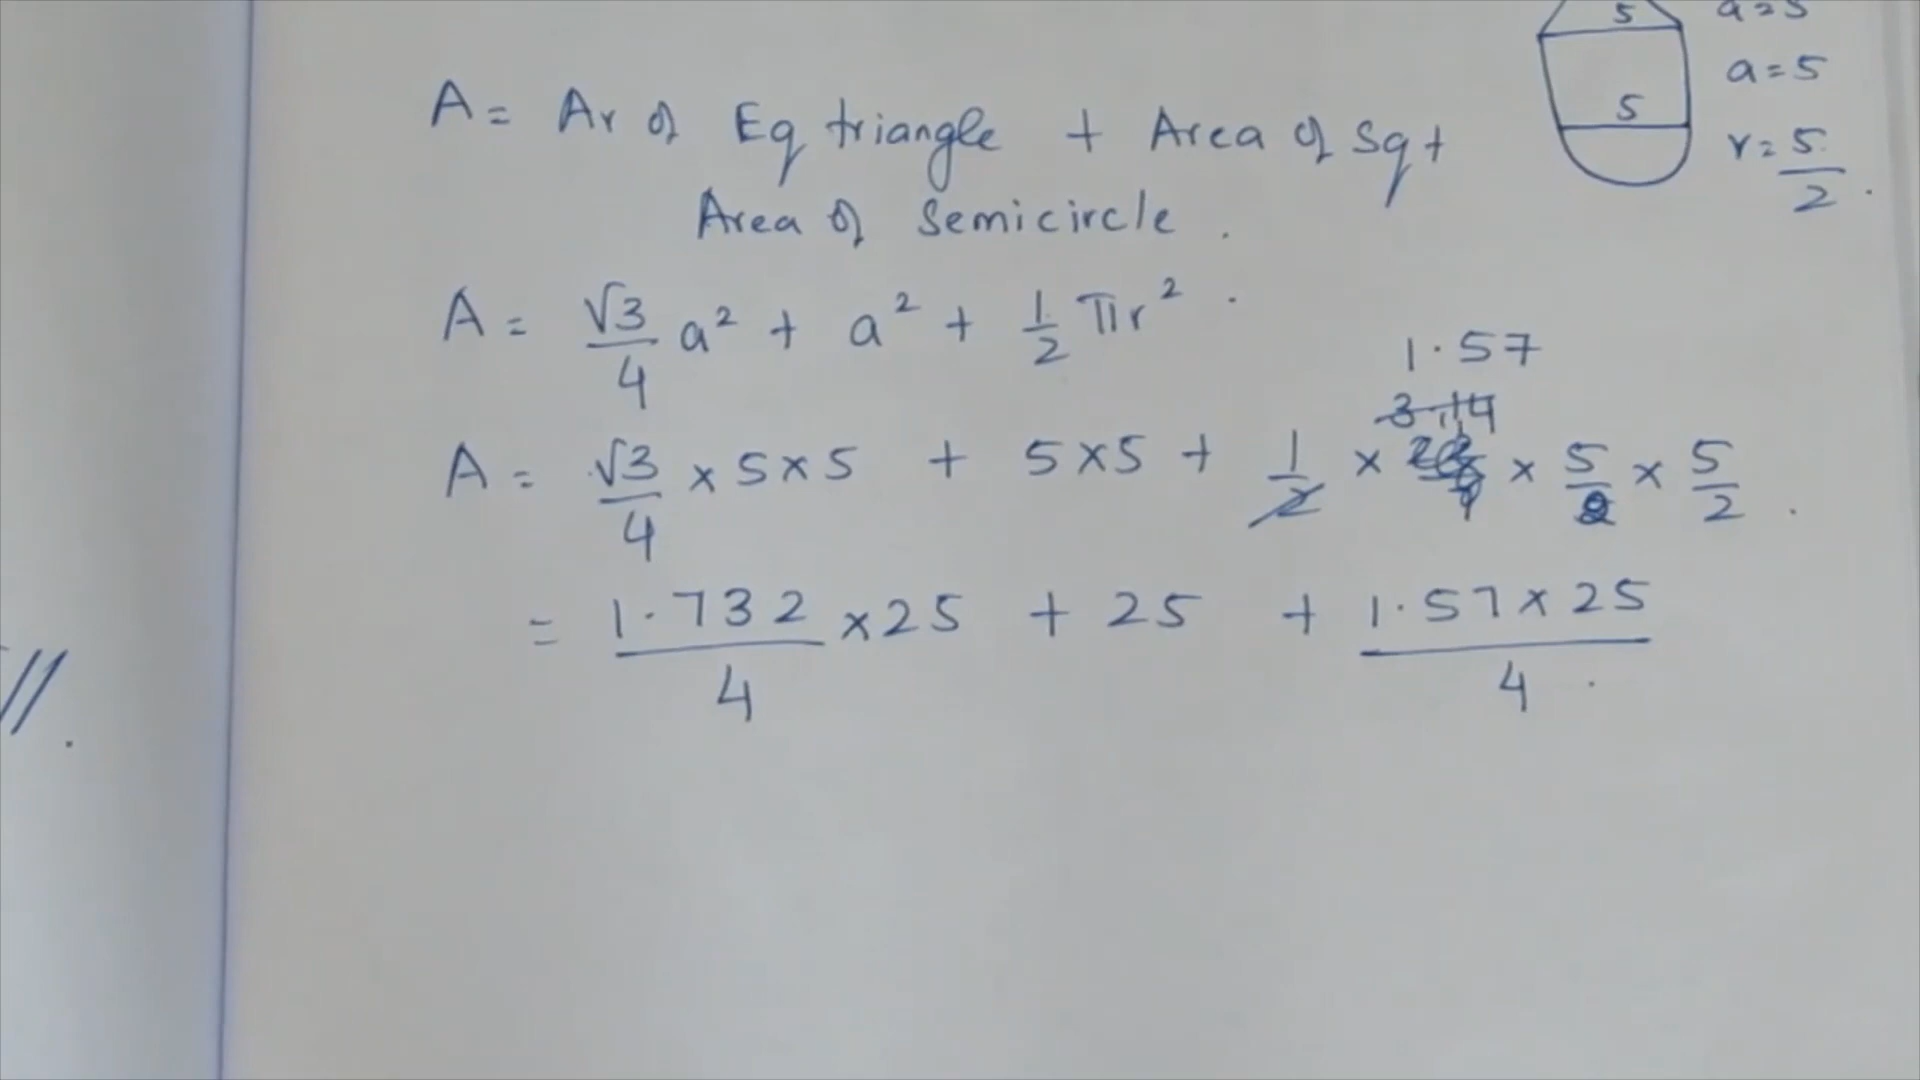 5 a=5
A = Ar of Eq triangle + Area of Sq +
a=5
5
r = 5/2 .
Area of Semicircle .
A = √3/4 a² + a² + 1/2 πr² .
1.57
3.14
A = √3/4 × 5×5 + 5×5 + 1/2 × × 5/2 × 5/2 .
= 1.732/4 ×25 + 25 + 1.57×25/4 .